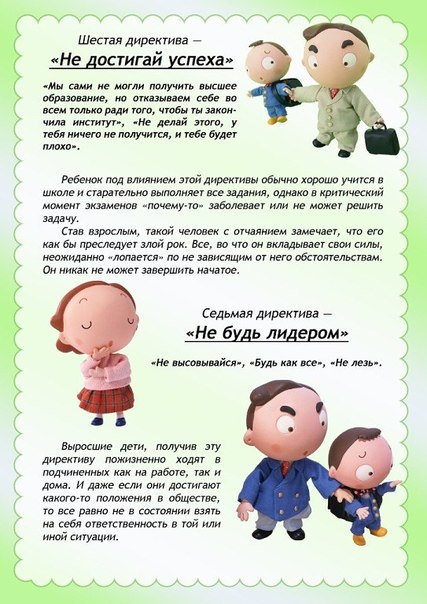 Шестая директива —
«Не достигай успеха»
«Мы сами не могли получить высшее
образование, но отказываем себе во
всем только ради того, чтобы ты закон-
чила институт», «Не делай этого, у
тебя ничего не получится, и тебе будет
плохо».
Ребенок под влиянием этой директивы обычно хорошо учится в
школе и старательно выполняет все задания, однако в критический
момент экзаменов «почему-то» заболевает или не может решить
задачу.
Став взрослым, такой человек с отчаянием замечает, что его
как бы преследует злой рок. Все, во что он вкладывает свои силы,
неожиданно «лопается» по не зависящим от него обстоятельствам.
Он никак не может завершить начатое.
Седьмая директива —
«Не будь лидером»
«Не высовывайся», «Будь как все», «Не лезь».
Выросшие дети, получив эту
директиву пожизненно ходят в
подчиненных как на работе, так и
дома. И даже если они достигают
какого-то положения в обществе,
то все равно не в состоянии взять
на себя ответственность в той или
иной ситуации.